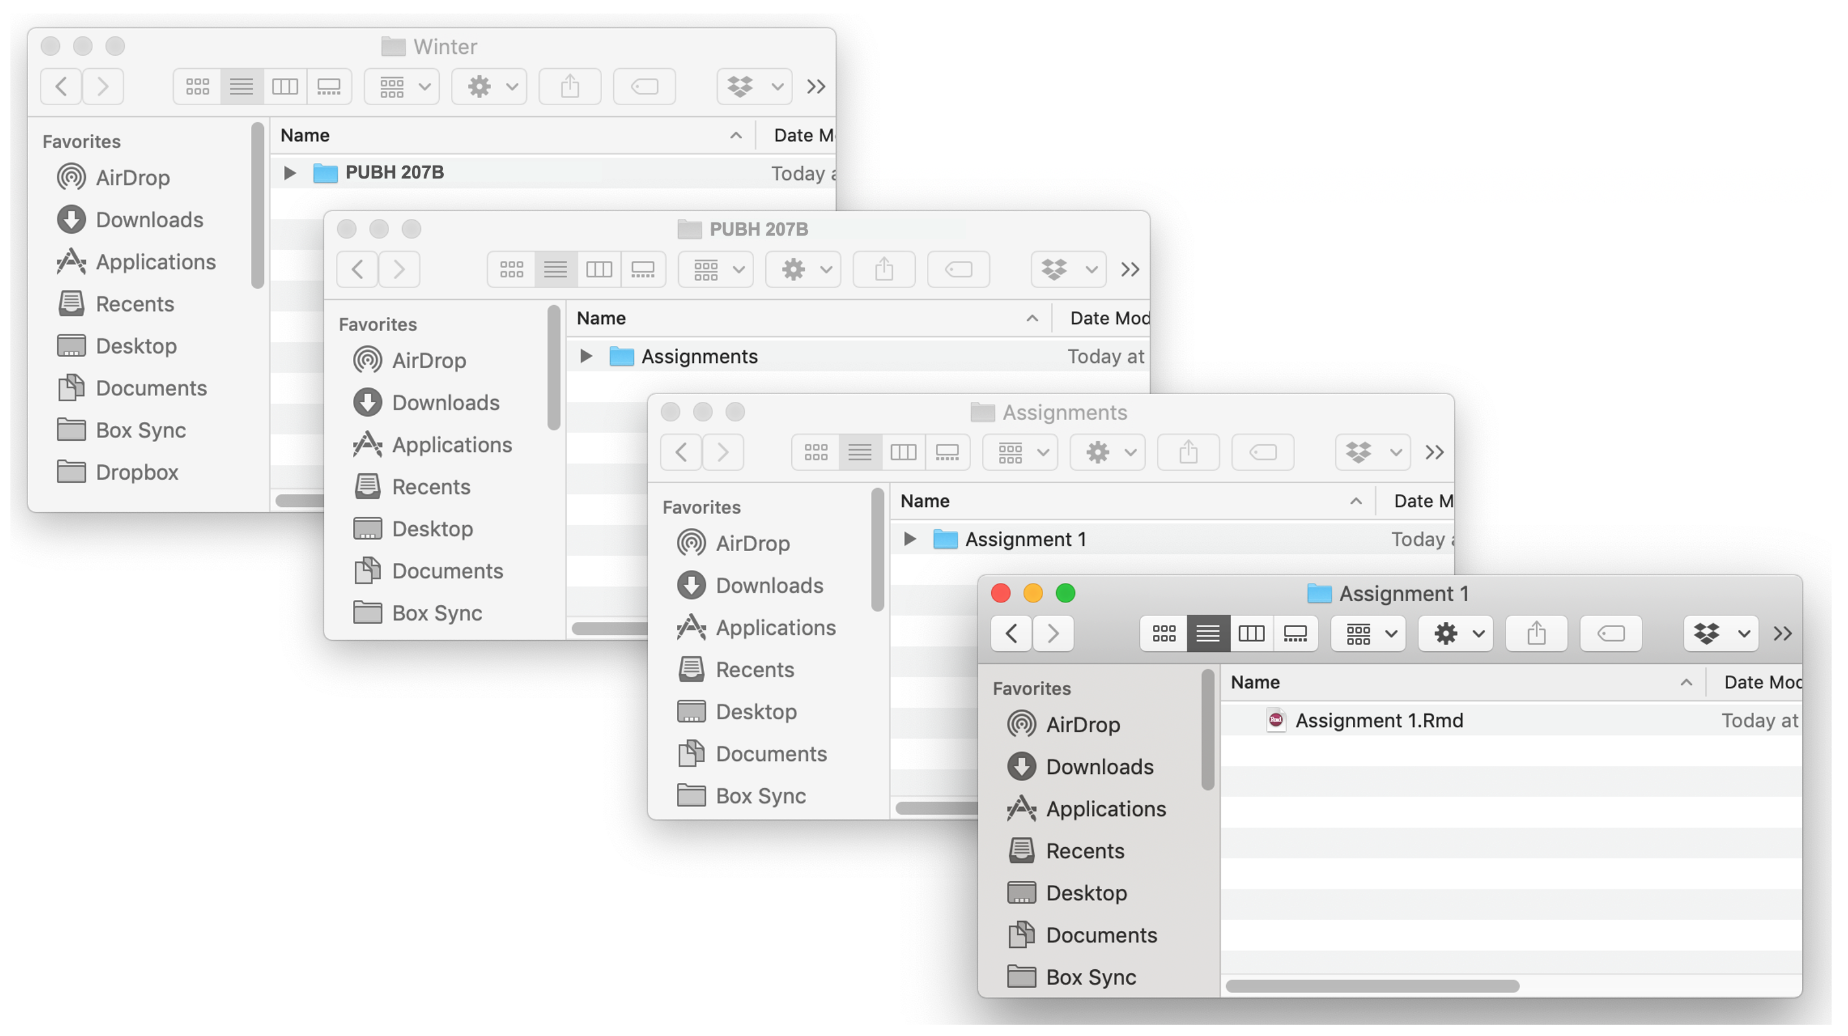 Winter
Name
Date M
Favorites
PUBH 207B
Today a
AirDrop
Downloads
Applications
Recents
Desktop
Documents
Box Sync
Dropbox
PUBH 207B
Name
Date Mod
Favorites
Assignments
Today at
AirDrop
Downloads
Applications
Recents
Desktop
Documents
Box Sync
Assignments
Name
Date M
Favorites
Assignment 1
Today a
AirDrop
Downloads
Applications
Recents
Desktop
Documents
Box Sync
Assignment 1
Name
Date Mod
Favorites
Rmd Assignment 1.Rmd
Today at
AirDrop
Downloads
Applications
Recents
Desktop
Documents
Box Sync